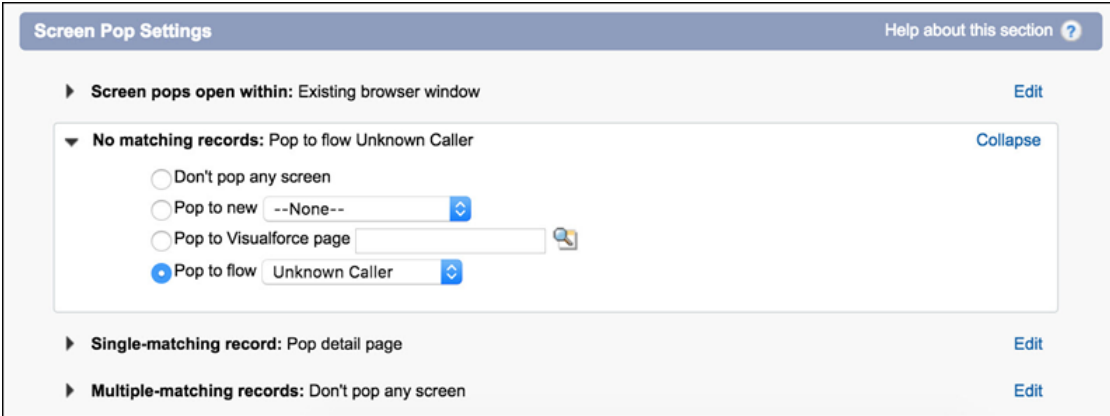 Screen Pop Settings Help about this section ?
Screen pops open within: Existing browser window Edit
No matching records: Pop to flow Unknown Caller Collapse
Don't pop any screen
Pop to new --None--
Pop to Visualforce page
Pop to flow Unknown Caller
Single-matching record: Pop detail page Edit
Multiple-matching records: Don't pop any screen Edit